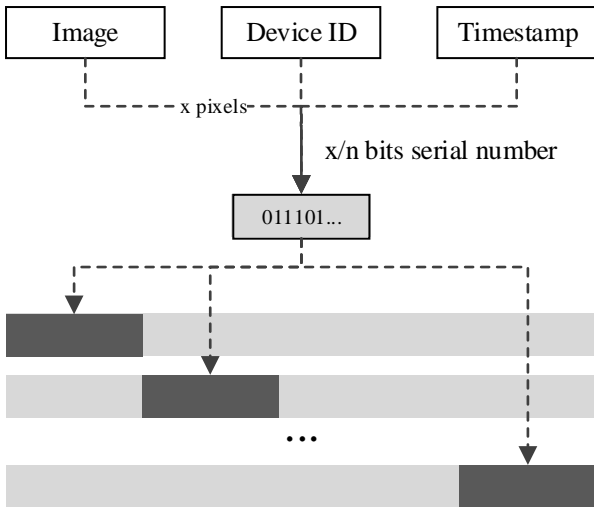 Image
Device ID
Timestamp
x pixels
x/n bits serial number
011101...
...